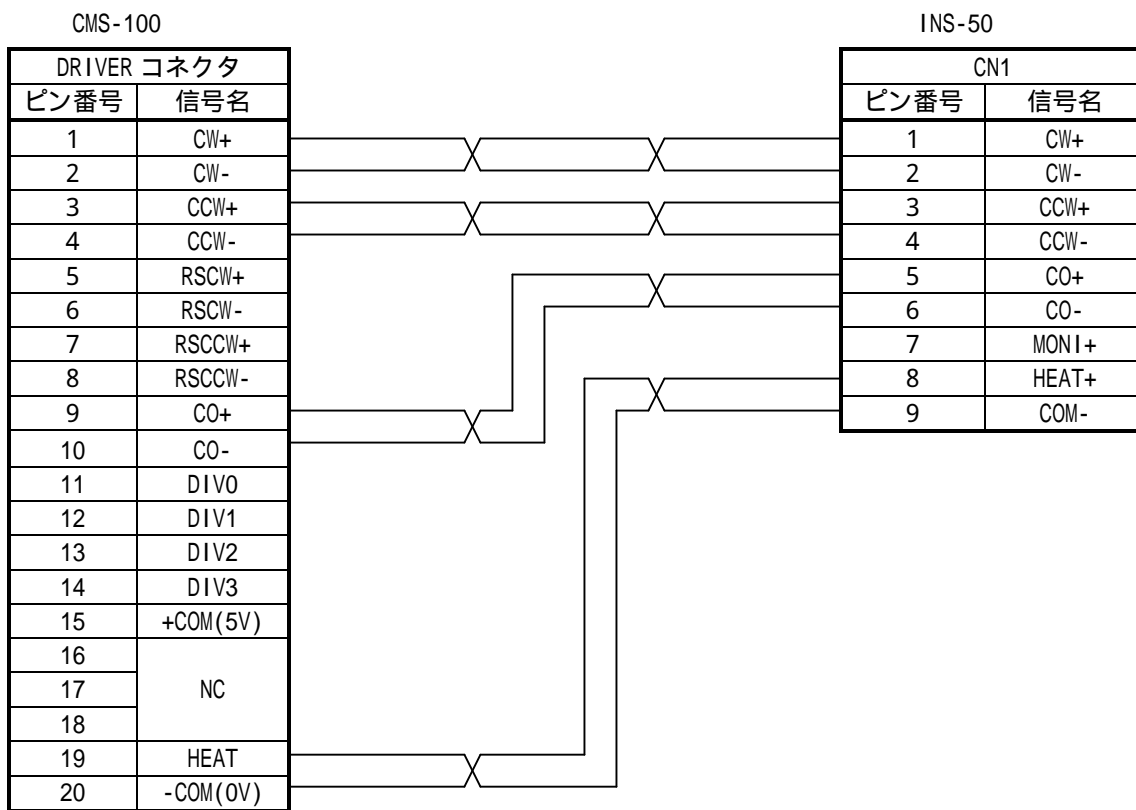 CMS-100
DRIVER コネクタ
ピン番号 信号名
1 CW+
2 CW-
3 CCW+
4 CCW-
5 RSCW+
6 RSCW-
7 RSCCW+
8 RSCCW-
9 CO+
10 CO-
11 DIV0
12 DIV1
13 DIV2
14 DIV3
15 +COM(5V)
16
17 NC
18
19 HEAT
20 -COM(0V)
INS-50
CN1
ピン番号 信号名
1 CW+
2 CW-
3 CCW+
4 CCW-
5 CO+
6 CO-
7 MONI+
8 HEAT+
9 COM-